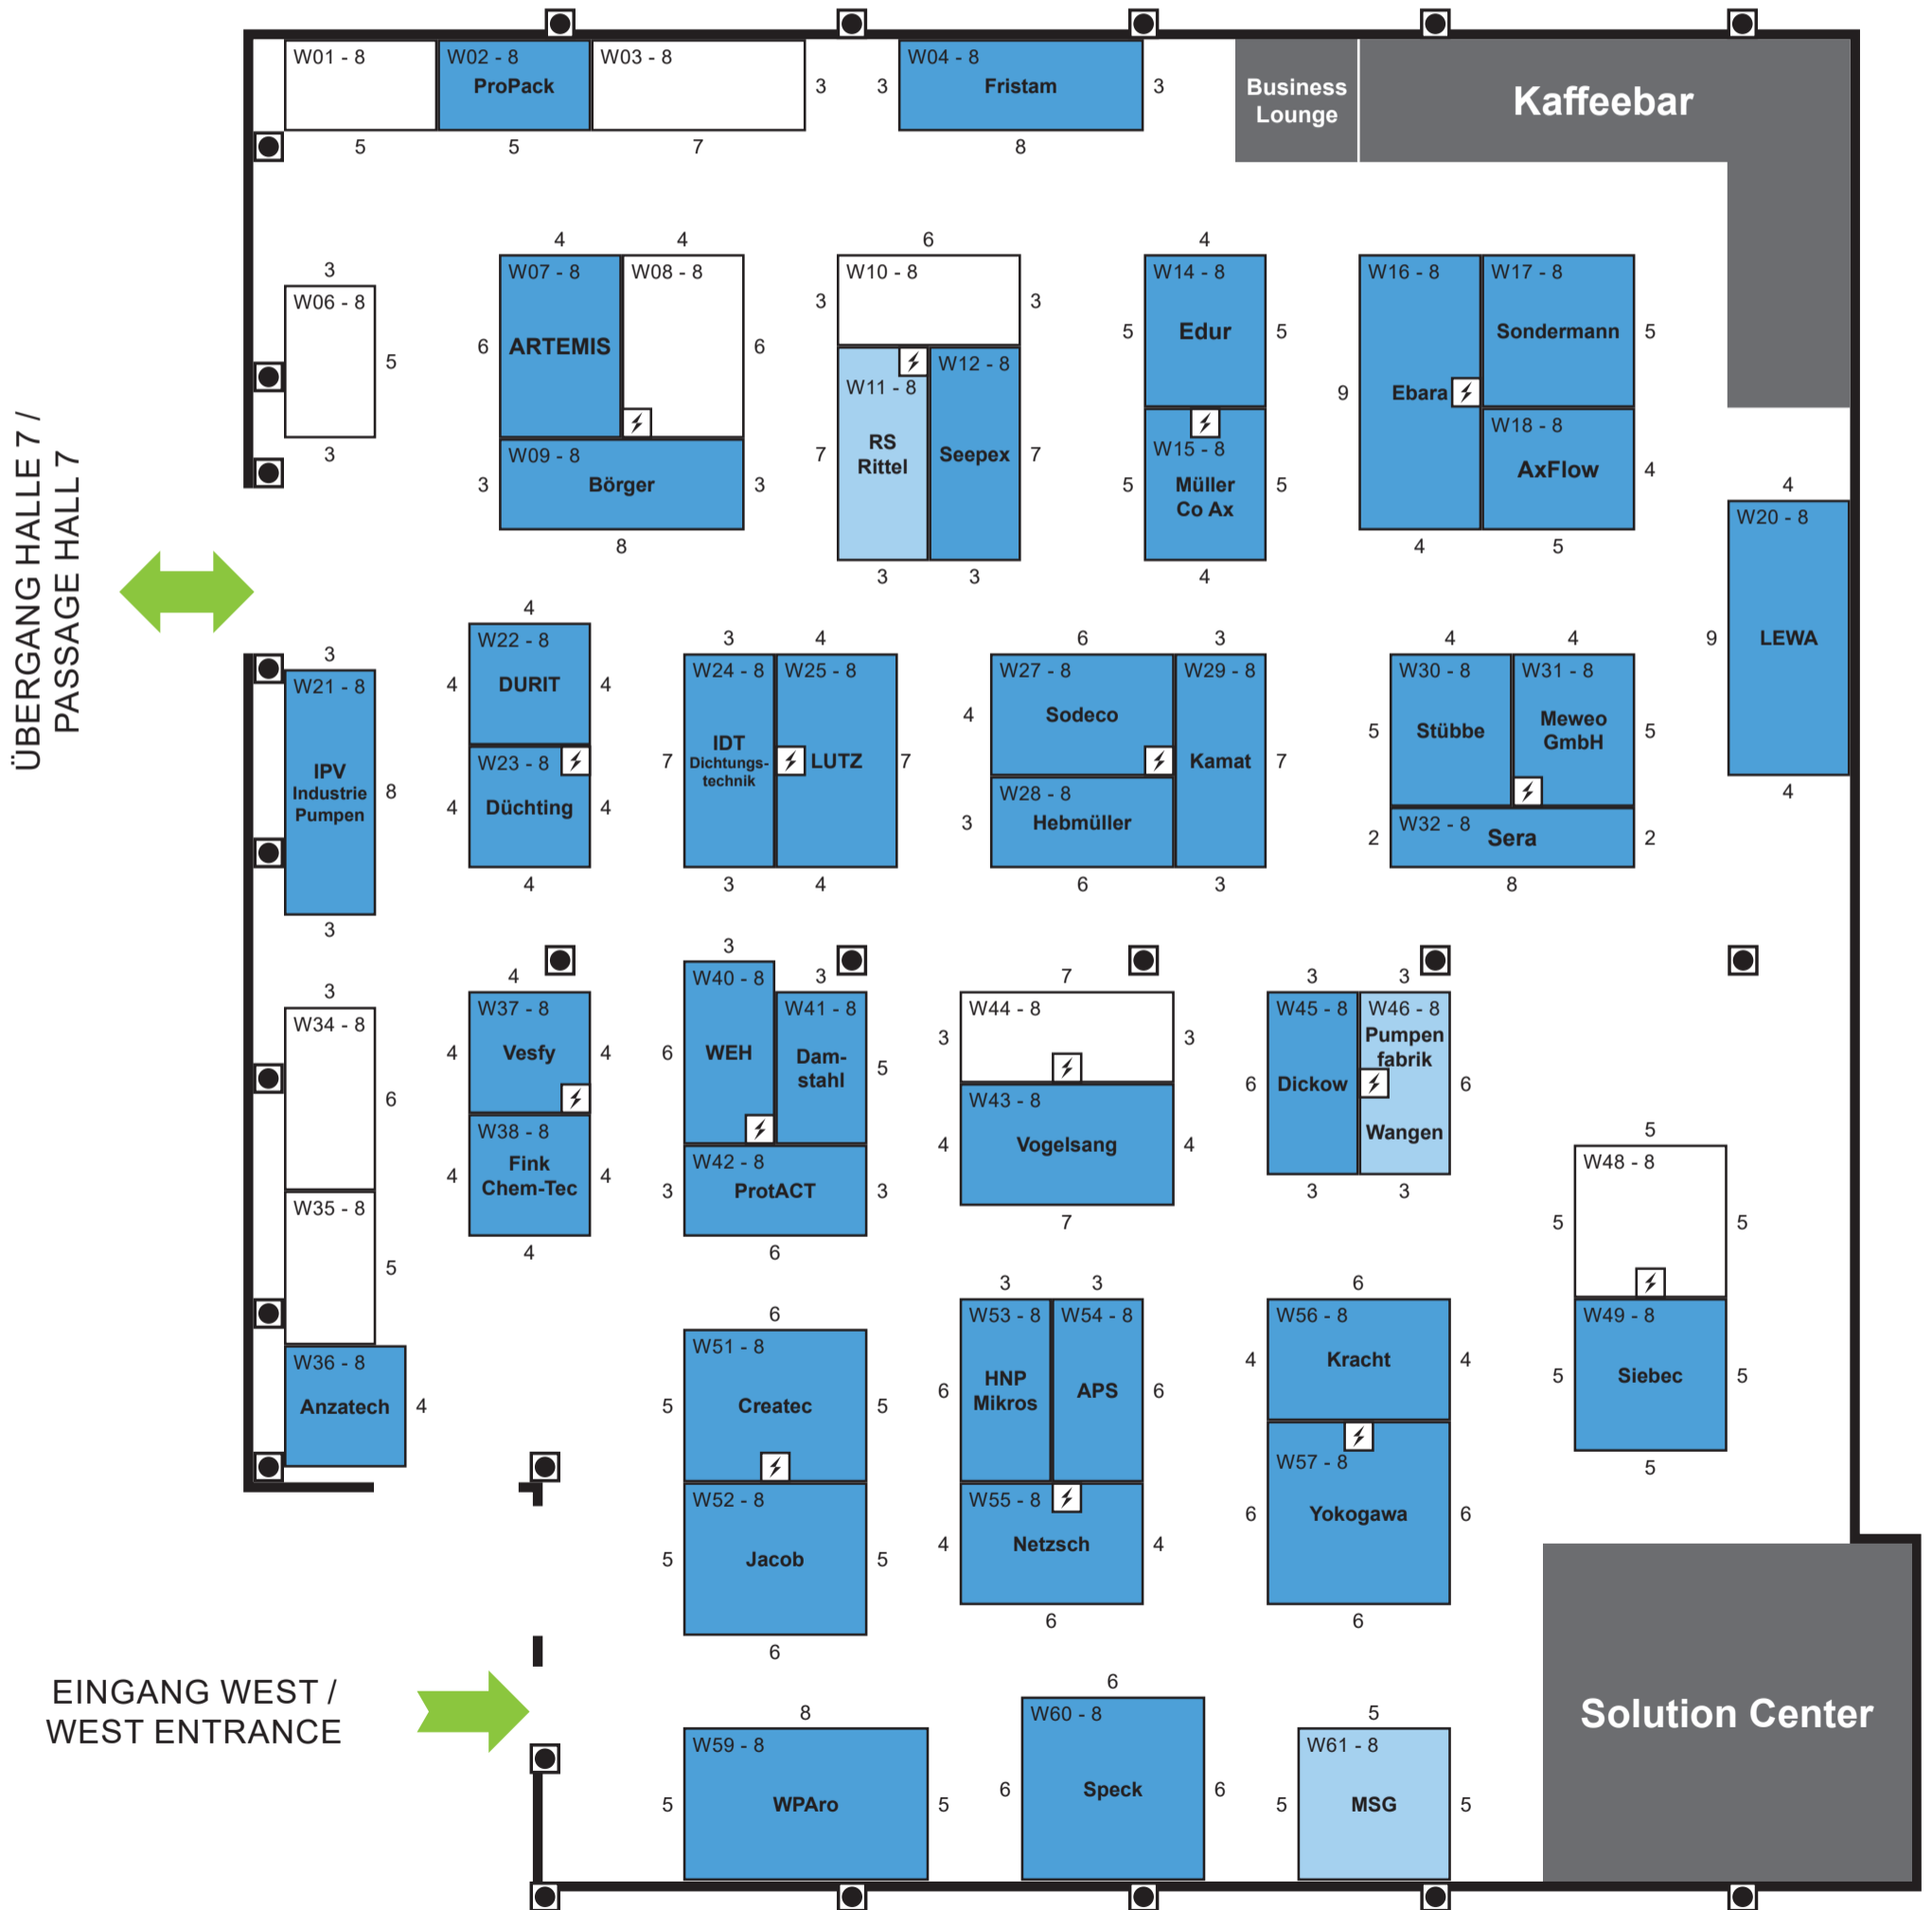 W01 - 8
W02 - 8
ProPack
W03 - 8
3
3
W04 - 8
Fristam
3
Business
Lounge
Kaffeebar
5
5
7
8
3
W06 - 8
5
3
4
4
W07 - 8
ARTEMIS
W08 - 8
6
6
W09 - 8
Börger
3
3
8
6
W10 - 8
3
3
W11 - 8
RS
Rittel
W12 - 8
Seepex
7
7
3
3
4
W14 - 8
Edur
5
5
W15 - 8
Müller
Co Ax
5
5
4
W16 - 8
Ebara
9
W17 - 8
Sondermann
5
W18 - 8
AxFlow
4
4
5
4
W20 - 8
LEWA
9
4
ÜBERGANG HALLE 7 /
PASSAGE HALL 7
3
W21 - 8
IPV
Industrie
Pumpen
8
3
4
W22 - 8
DURIT
4
4
W23 - 8
Düchting
4
4
4
3
4
W24 - 8
IDT
Dichtungs-
technik
W25 - 8
LUTZ
7
7
3
4
6
3
W27 - 8
Sodeco
4
W28 - 8
Hebmüller
3
W29 - 8
Kamat
7
6
3
4
4
W30 - 8
Stübbe
5
W31 - 8
Meweo
GmbH
5
W32 - 8
Sera
2
2
8
3
W34 - 8
6
W35 - 8
5
W36 - 8
Anzatech
4
4
W37 - 8
Vesfy
4
4
W38 - 8
Fink
Chem-Tec
4
4
4
3
W40 - 8
WEH
6
3
W41 - 8
Dam-
stahl
5
W42 - 8
ProtACT
3
3
6
7
W44 - 8
3
3
W43 - 8
Vogelsang
4
4
7
3
3
W45 - 8
Dickow
6
W46 - 8
Pumpen
fabrik
Wangen
6
3
3
5
W48 - 8
5
5
W49 - 8
Siebec
5
5
5
6
W51 - 8
Createc
5
5
W52 - 8
Jacob
5
5
6
3
3
W53 - 8
HNP
Mikros
6
W54 - 8
APS
6
W55 - 8
Netzsch
4
4
6
6
W56 - 8
Kracht
4
4
W57 - 8
Yokogawa
6
6
6
EINGANG WEST /
WEST ENTRANCE
8
W59 - 8
WPAro
5
5
6
W60 - 8
Speck
6
6
5
W61 - 8
MSG
5
5
Solution Center